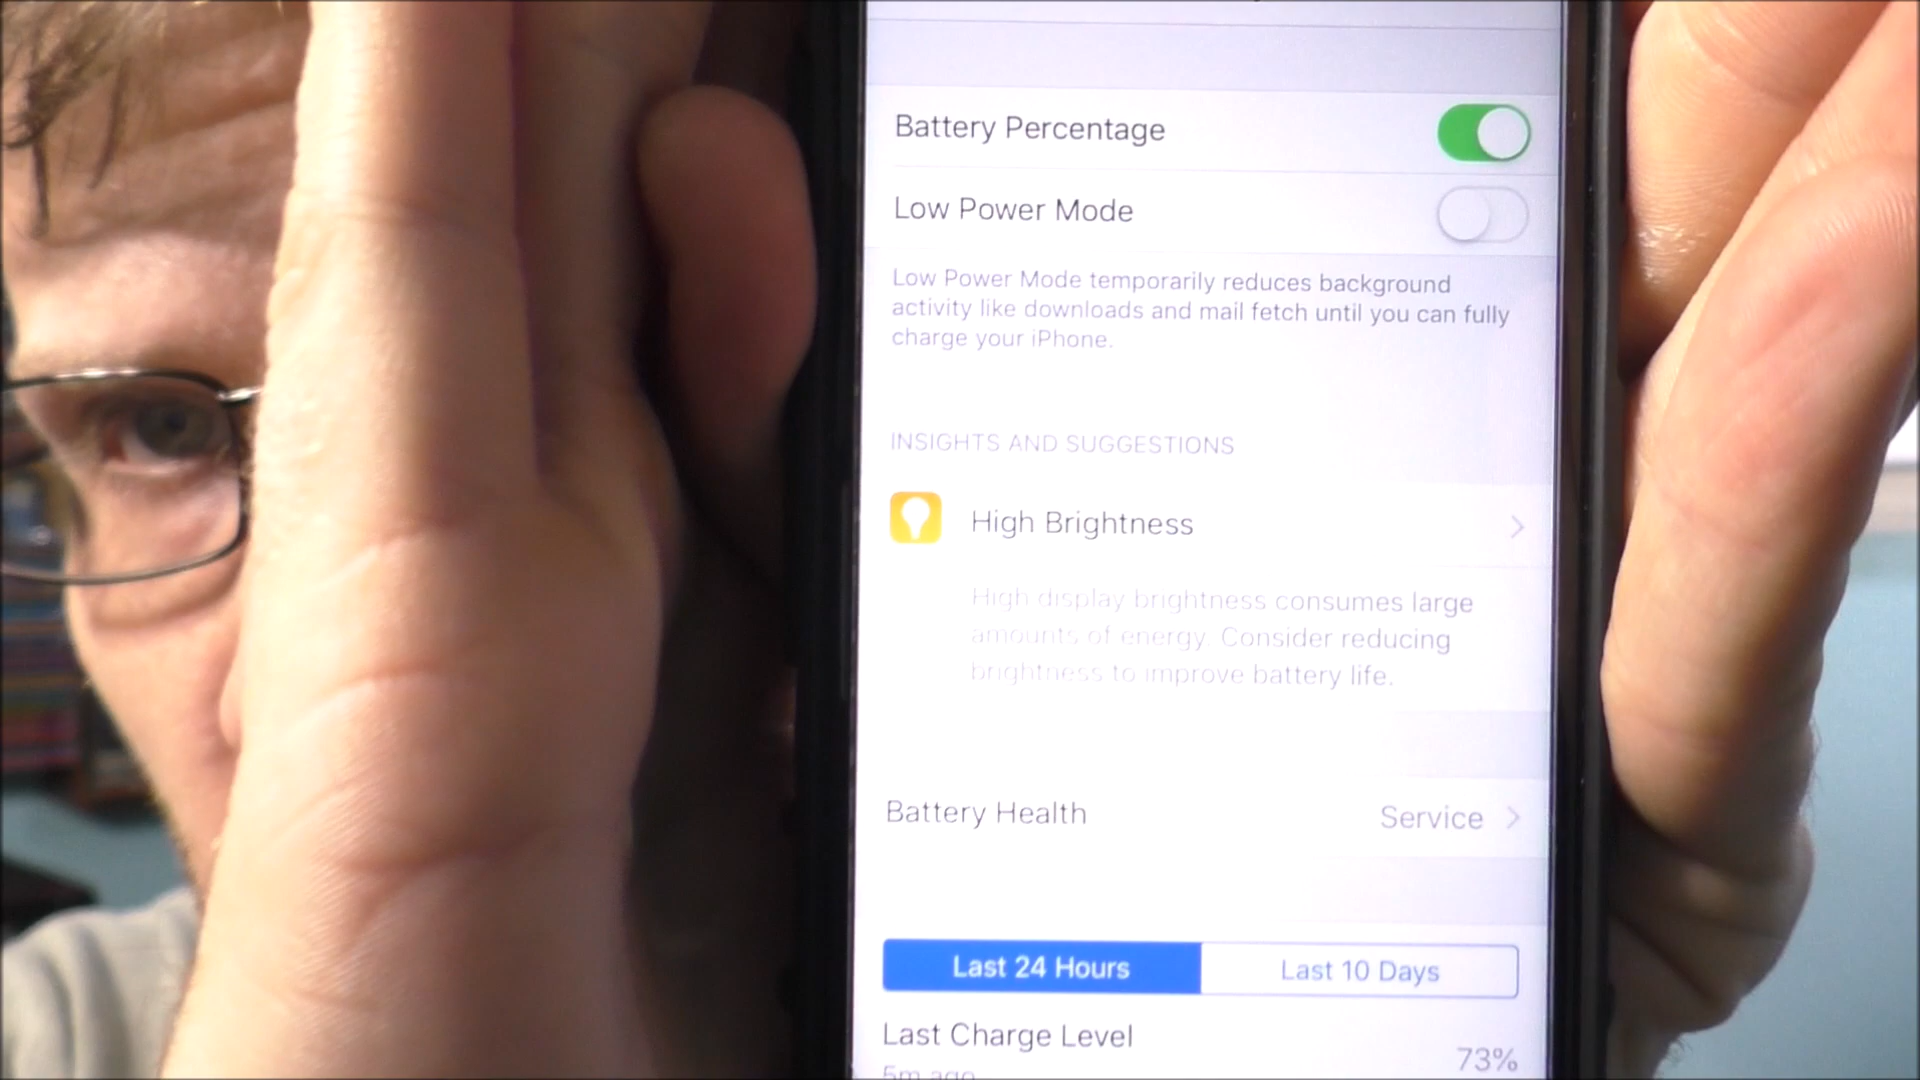 Battery Percentage
Low Power Mode
Low Power Mode temporarily reduces background
activity like downloads and mail fetch until you can fully
charge your iPhone.
INSIGHTS AND SUGGESTIONS
High Brightness
High display brightness consumes large
amounts of energy. Consider reducing
brightness to improve battery life.
Battery Health Service
Last 24 Hours Last 10 Days
Last Charge Level 73%
5m ago